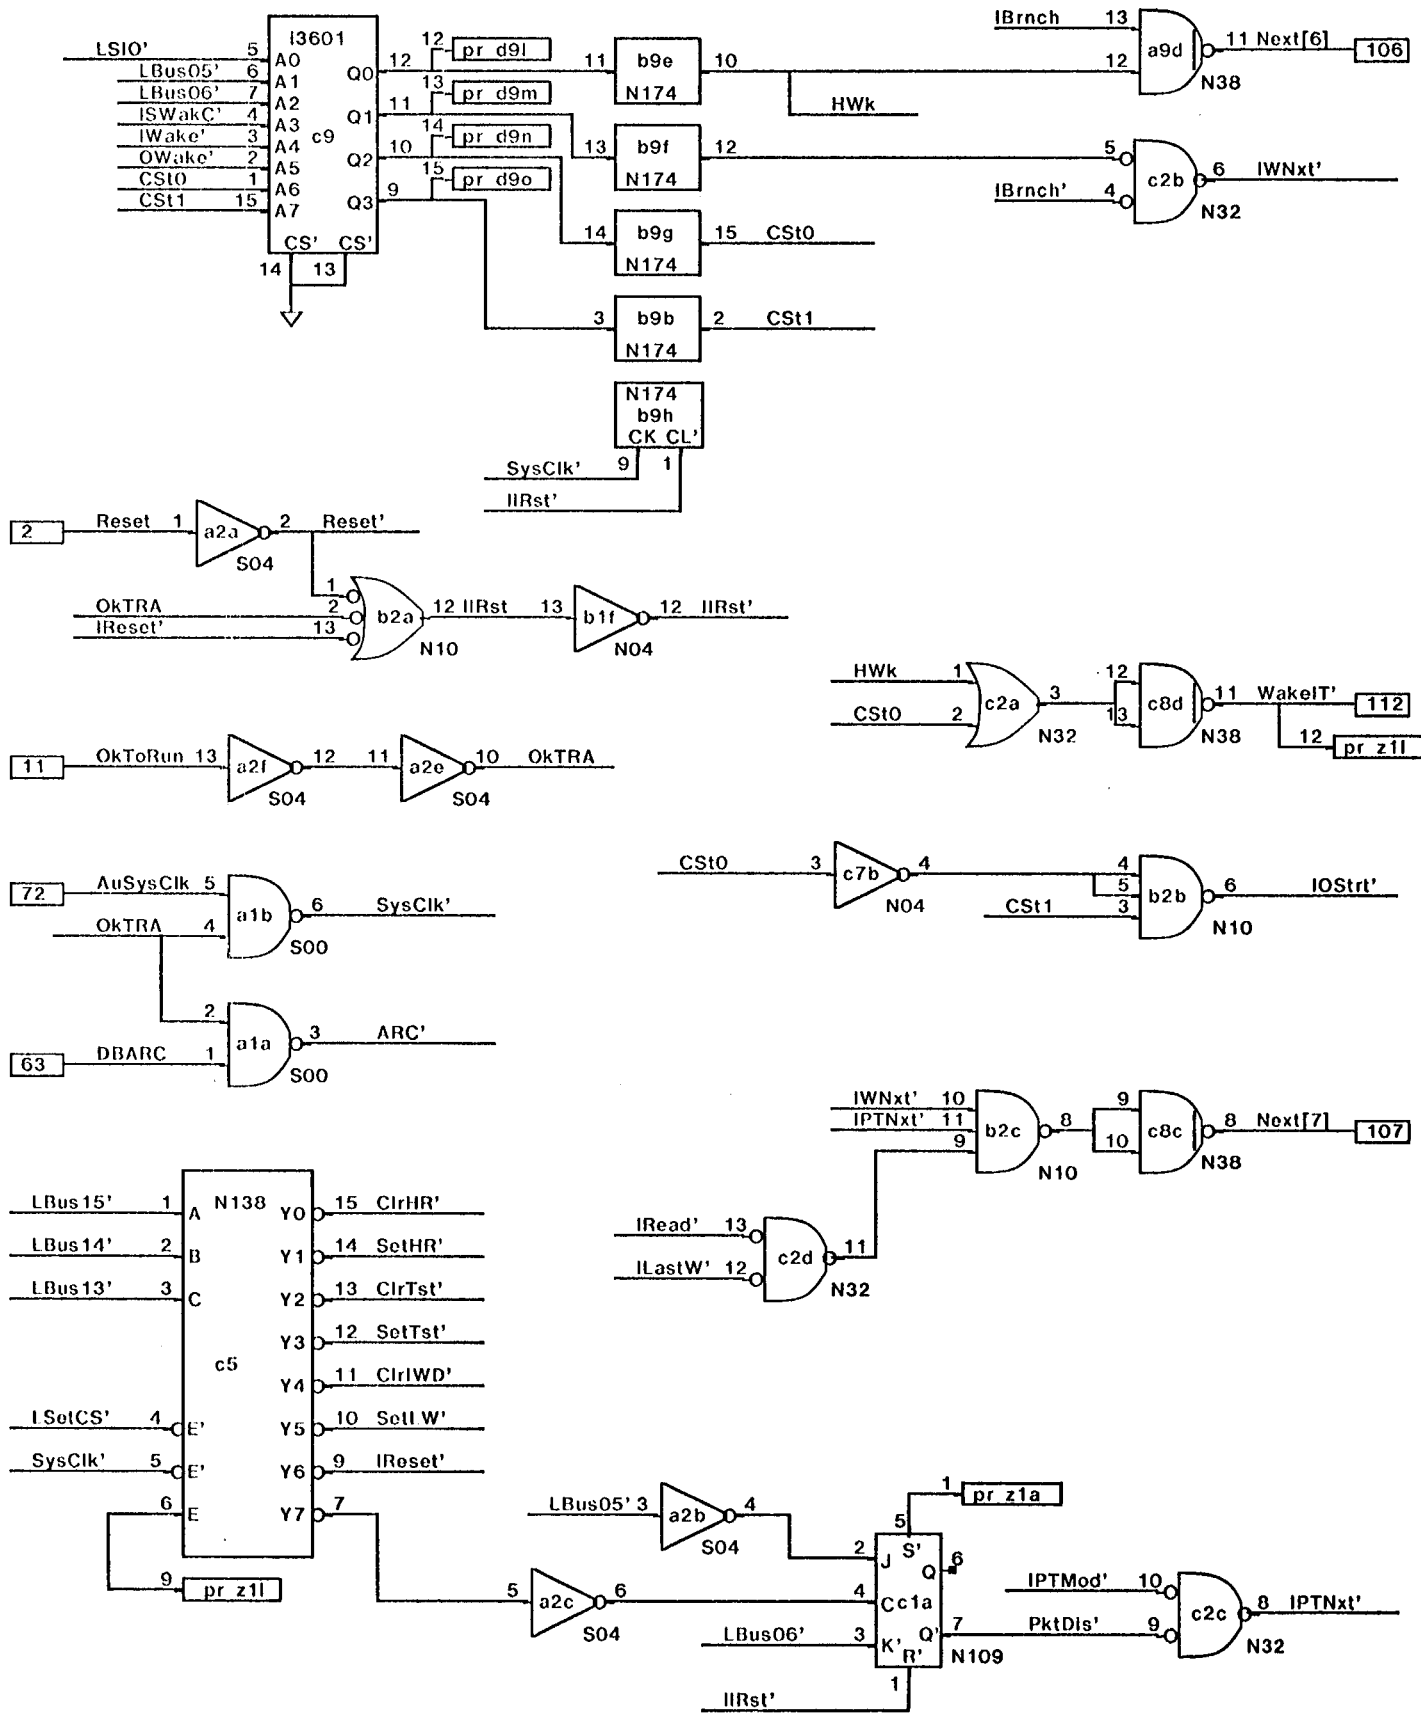 IBrnch 13 a9d 11 Next[6] 106
12 N38
LSIO' 5 A0 I3601
LBus05' 6 A1 Q0 12 12 pr d9l 11 b9e 10
LBus06' 7 A2 N174 HWk
ISWakC' 4 A3 Q1 11 13 pr d9m
IWake' 3 A4 c9
OWake' 2 A5 Q2 10 14 pr d9n 13 b9f 12 5 c2b 6 IWNxt'
CSt0 1 A6 N174 IBrnch' 4 N32
CSt1 15 A7 Q3 9 15 pr d9o
CS' CS' 14 b9g 15 CSt0
14 13 N174
3 b9b 2 CSt1
N174
N174
b9h
CK CL'
SysClk' 9 1
IIRst'
2 Reset 1 a2a 2 Reset'
S04
1
OkTRA 2 b2a 12 IIRst 13 b1f 12 IIRst'
IReset' 13 N10 N04
HWk 1 c2a 3 12 c8d 11 WakeIT' 112
CSt0 2 N32 13 N38 12 pr z1l
11 OkToRun 13 a2f 12 11 a2e 10 OkTRA
S04 S04
CSt0 3 c7b 4 4 b2b 6 IOStrt'
N04 5 N10
CSt1 3
72 AuSysClk 5 a1b 6 SysClk'
OkTRA 4 S00
2 a1a 3 ARC'
63 DBARC 1 S00
IWNxt' 10 b2c 8 9 c8c 8 Next[7] 107
IPTNxt' 11 N10 10 N38
9
IRead' 13 c2d 11
ILastW' 12 N32
N138
LBus15' 1 A Y0 15 ClrHR'
LBus14' 2 B Y1 14 SetHR'
LBus13' 3 C Y2 13 ClrTst'
Y3 12 SetTst'
c5
Y4 11 ClrIWD'
LSetCS' 4 E' Y5 10 SetLW'
SysClk' 5 E' Y6 9 IReset'
6 E Y7 7
9 pr z1l
LBus05' 3 a2b 4
S04
1 pr z1a
5 S'
2 J Q 6
5 a2c 6 4 C c1a
S04
LBus06' 3 K' Q' 7 PktDls' 9
R' N109
1
IIRst'
IPTMod' 10 c2c 8 IPTNxt'
N32